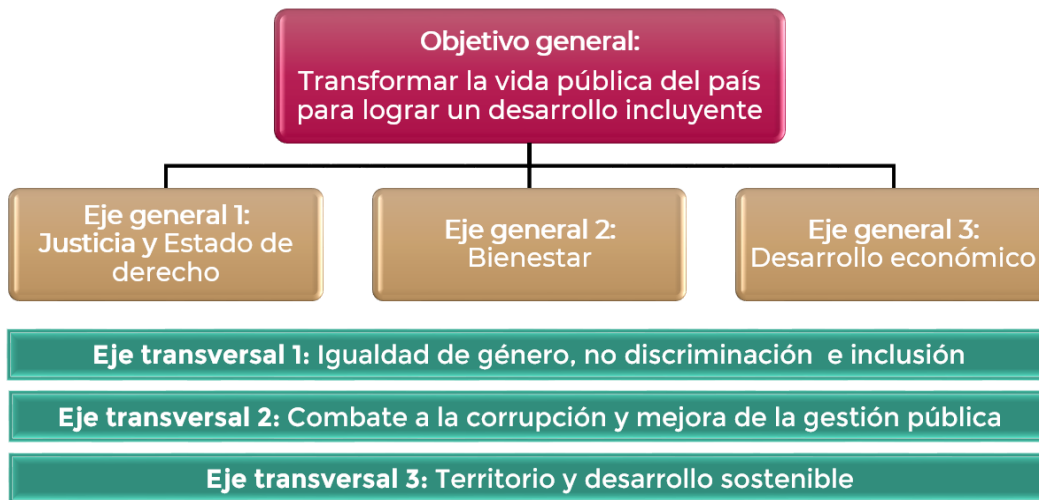 Objetivo general:
Transformar la vida pública del país
para lograr un desarrollo incluyente
Eje general 1:
Justicia y Estado de
derecho
Eje general 2:
Bienestar
Eje general 3:
Desarrollo económico
Eje transversal 1: Igualdad de género, no discriminación e inclusión
Eje transversal 2: Combate a la corrupción y mejora de la gestión pública
Eje transversal 3: Territorio y desarrollo sostenible